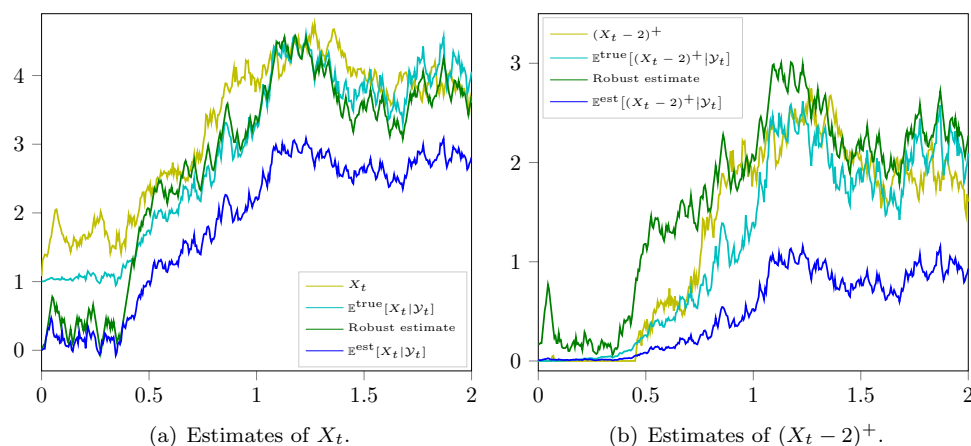 4
3
2
1
0
0
0.5
1
1.5
2
X_t
𝔼^true[X_t|𝒴_t]
Robust estimate
𝔼^est[X_t|𝒴_t]
(a) Estimates of X_t.
3
2
1
0
0
0.5
1
1.5
2
(X_t − 2)^+
𝔼^true[(X_t − 2)^+|𝒴_t]
Robust estimate
𝔼^est[(X_t − 2)^+|𝒴_t]
(b) Estimates of (X_t − 2)^+.